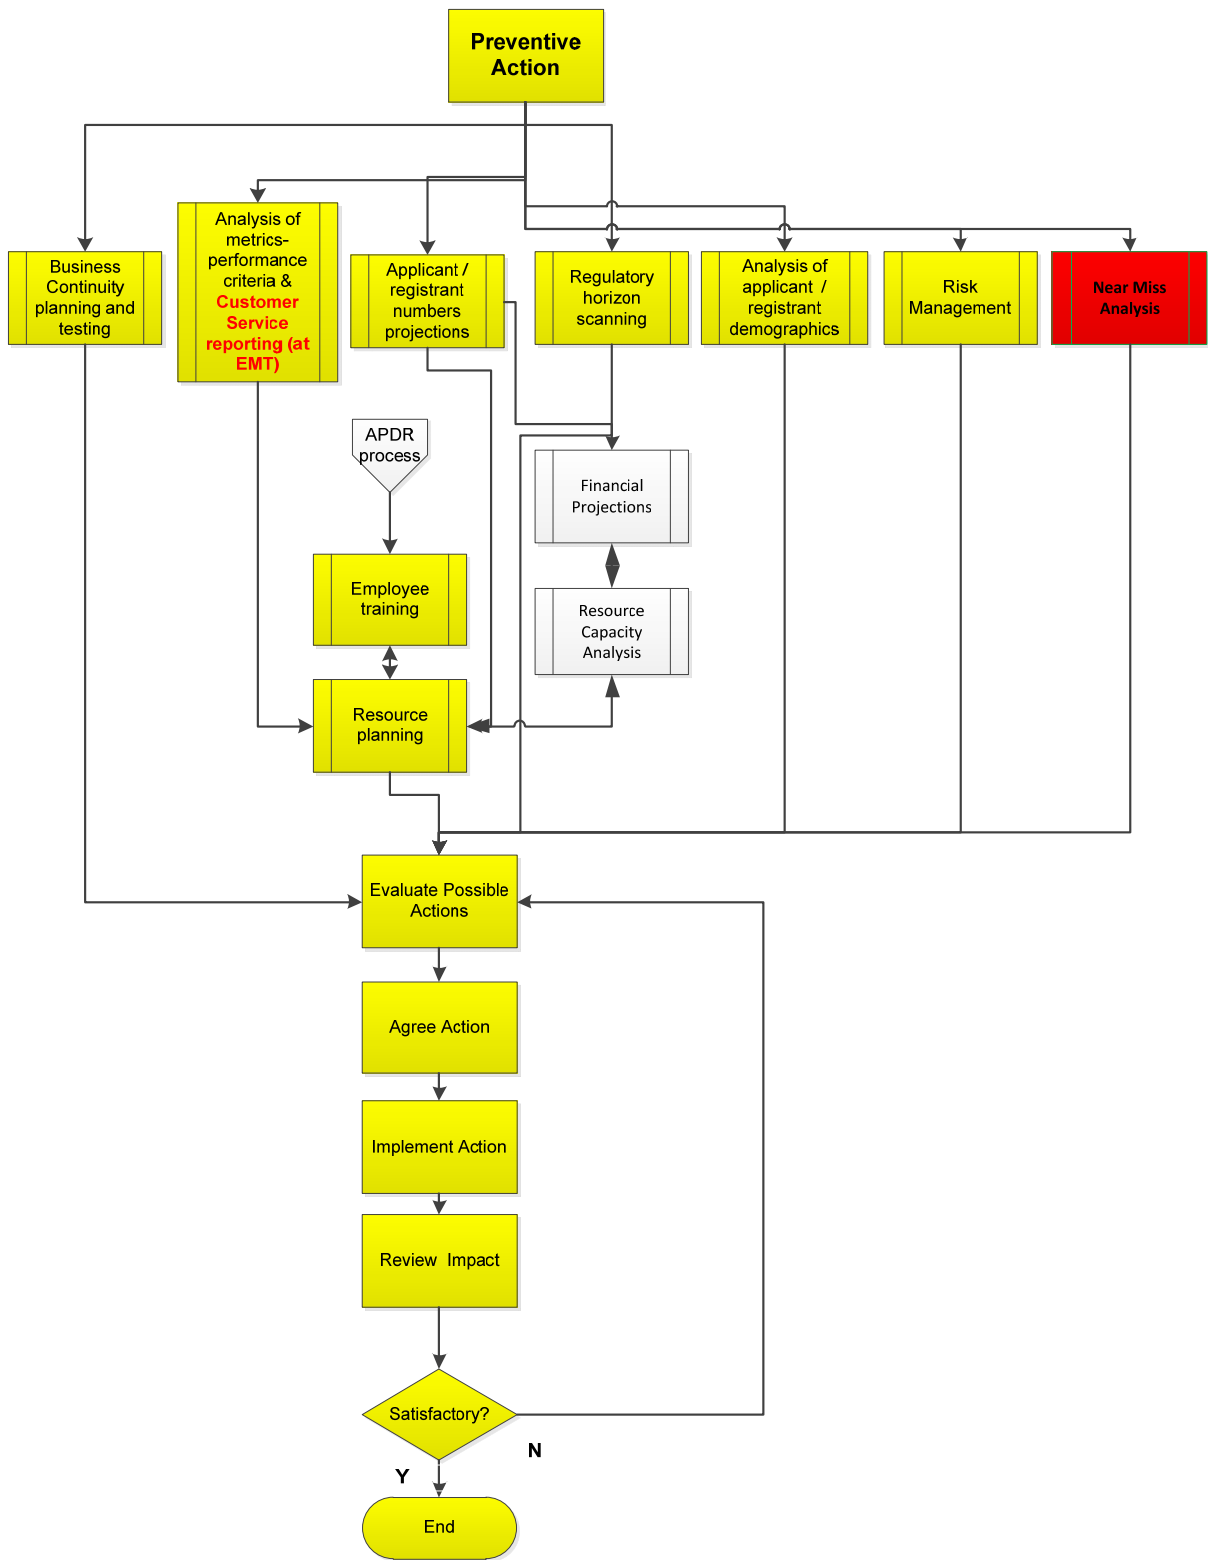 Preventive
Action
Business
Continuity
planning and
testing
Analysis of
metrics-
performance
criteria &
Customer
Service
reporting (at
EMT)
Applicant /
registrant
numbers
projections
Regulatory
horizon
scanning
Analysis of
applicant /
registrant
demographics
Risk
Management
Near Miss
Analysis
APDR
process
Financial
Projections
Employee
training
Resource
Capacity
Analysis
Resource
planning
Evaluate Possible
Actions
Agree Action
Implement Action
Review Impact
Satisfactory?
N
Y
End